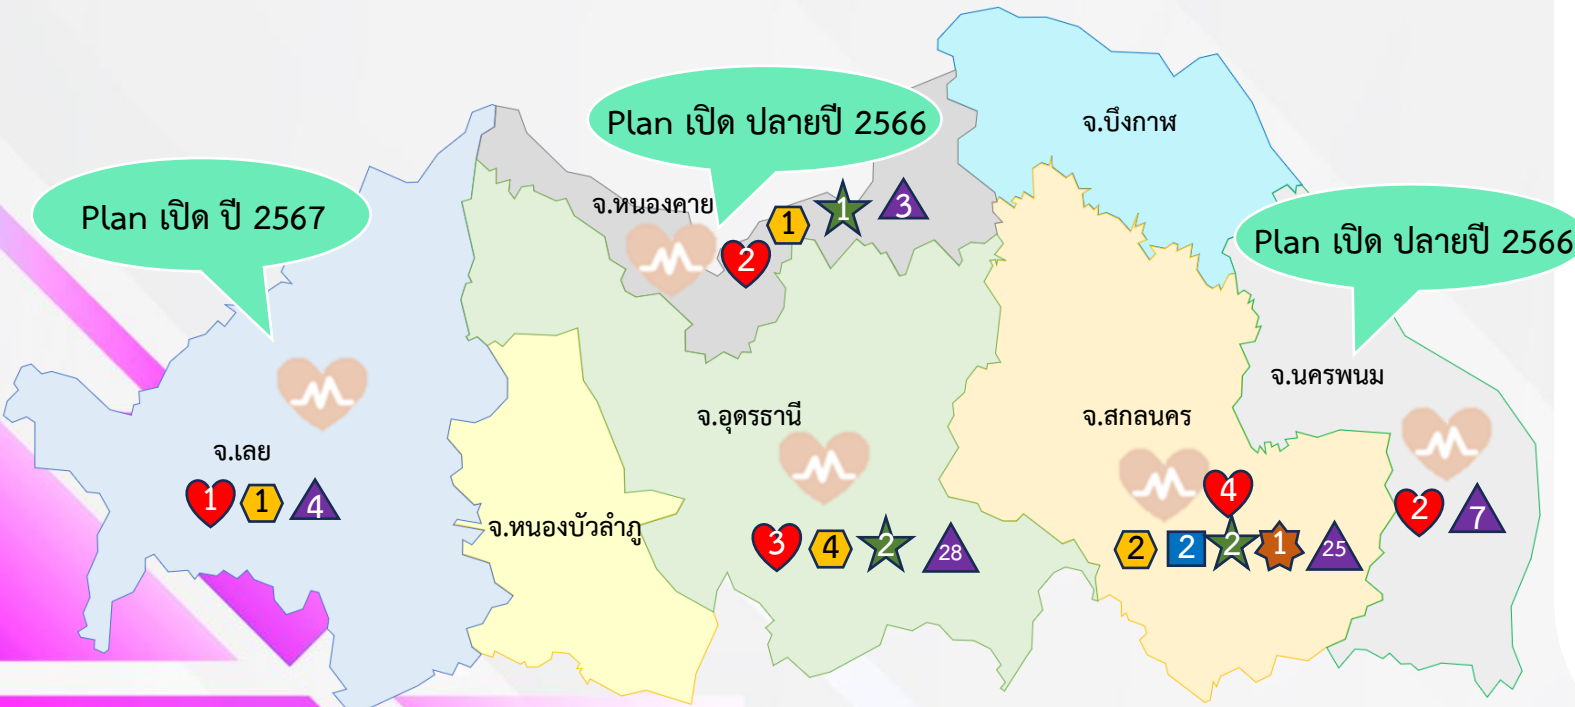 Plan เปิด ปลายปี 2566
จ.บึงกาฬ
Plan เปิด ปี 2567
จ.หนองคาย
1
1
3
2
Plan เปิด ปลายปี 2566
จ.นครพนม
จ.อุดรธานี
จ.สกลนคร
จ.เลย
1
1
4
จ.หนองบัวลำภู
3
4
2
28
4
2
2
2
1
25
2
7